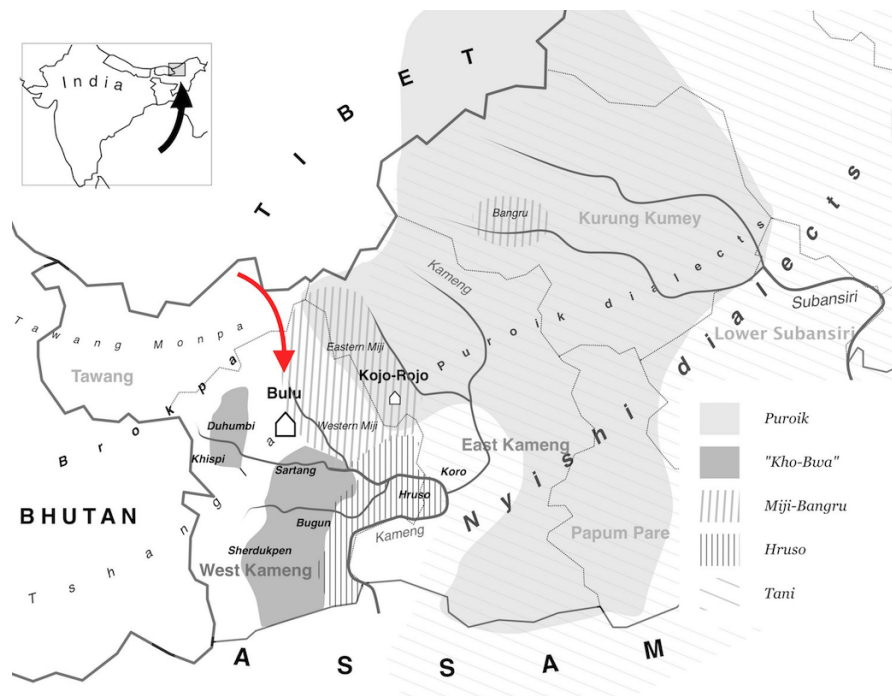 India
TIBET
Bangru
Kurung Kumey
Kameng
Puroik dialects
Subansiri
Lower Subansiri
Tawang Monpa
Tawang
Brokpa
Eastern Miji
Kojo-Rojo
Bulu
Duhumbi
Western Miji
Khispi
Sartang
East Kameng
Koro
Hruso
Nyishi dialects
BHUTAN
Bugun
Kameng
Papum Pare
Sherdukpen
West Kameng
Tshangla
ASSAM
Puroik
"Kho-Bwa"
Miji-Bangru
Hruso
Tani